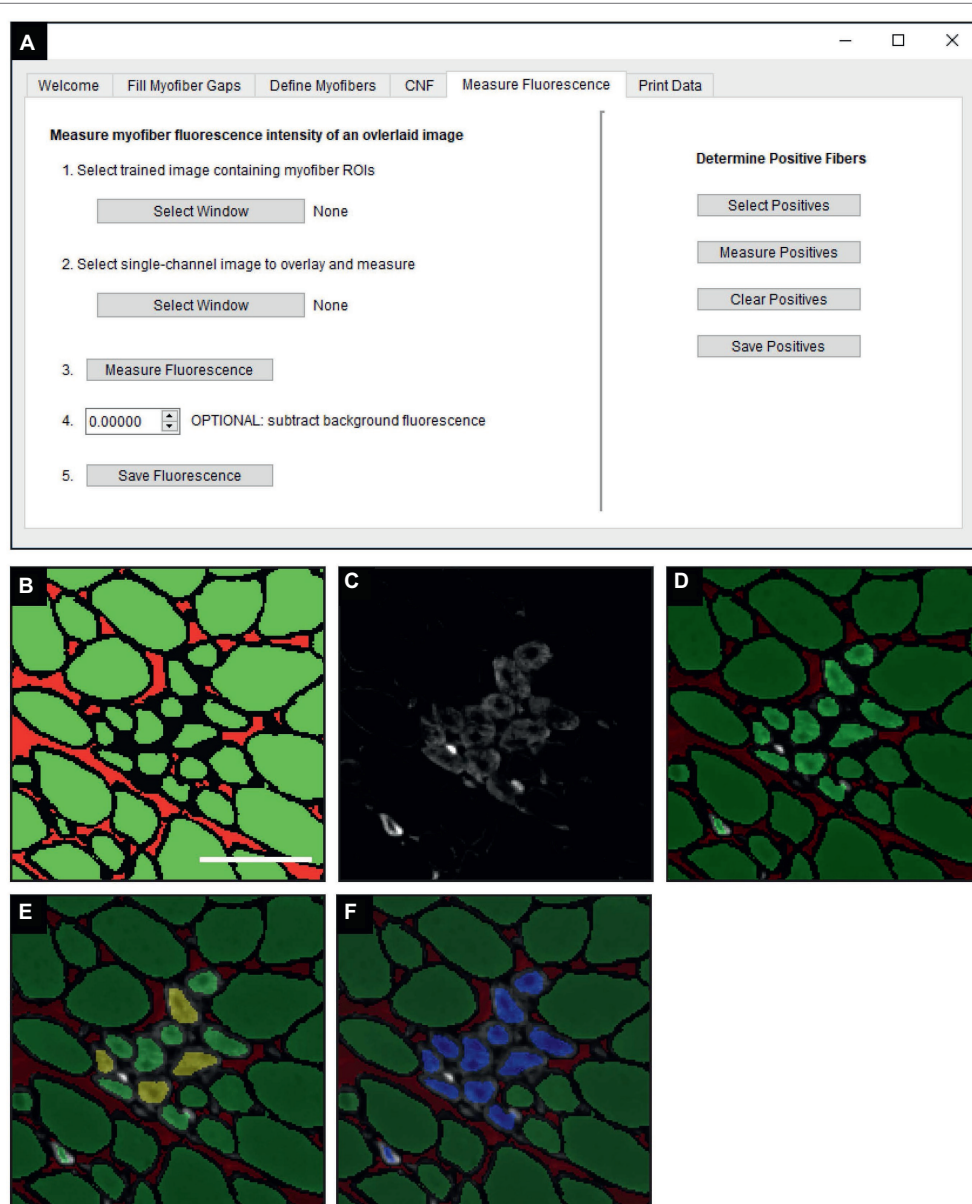 A
Welcome Fill Myofiber Gaps Define Myofibers CNF Measure Fluorescence Print Data
Measure myofiber fluorescence intensity of an ovlerlaid image
1. Select trained image containing myofiber ROIs
Select Window None
2. Select single-channel image to overlay and measure
Select Window None
3. Measure Fluorescence
4. 0.00000 OPTIONAL: subtract background fluorescence
5. Save Fluorescence
Determine Positive Fibers
Select Positives
Measure Positives
Clear Positives
Save Positives
B
C
D
E
F